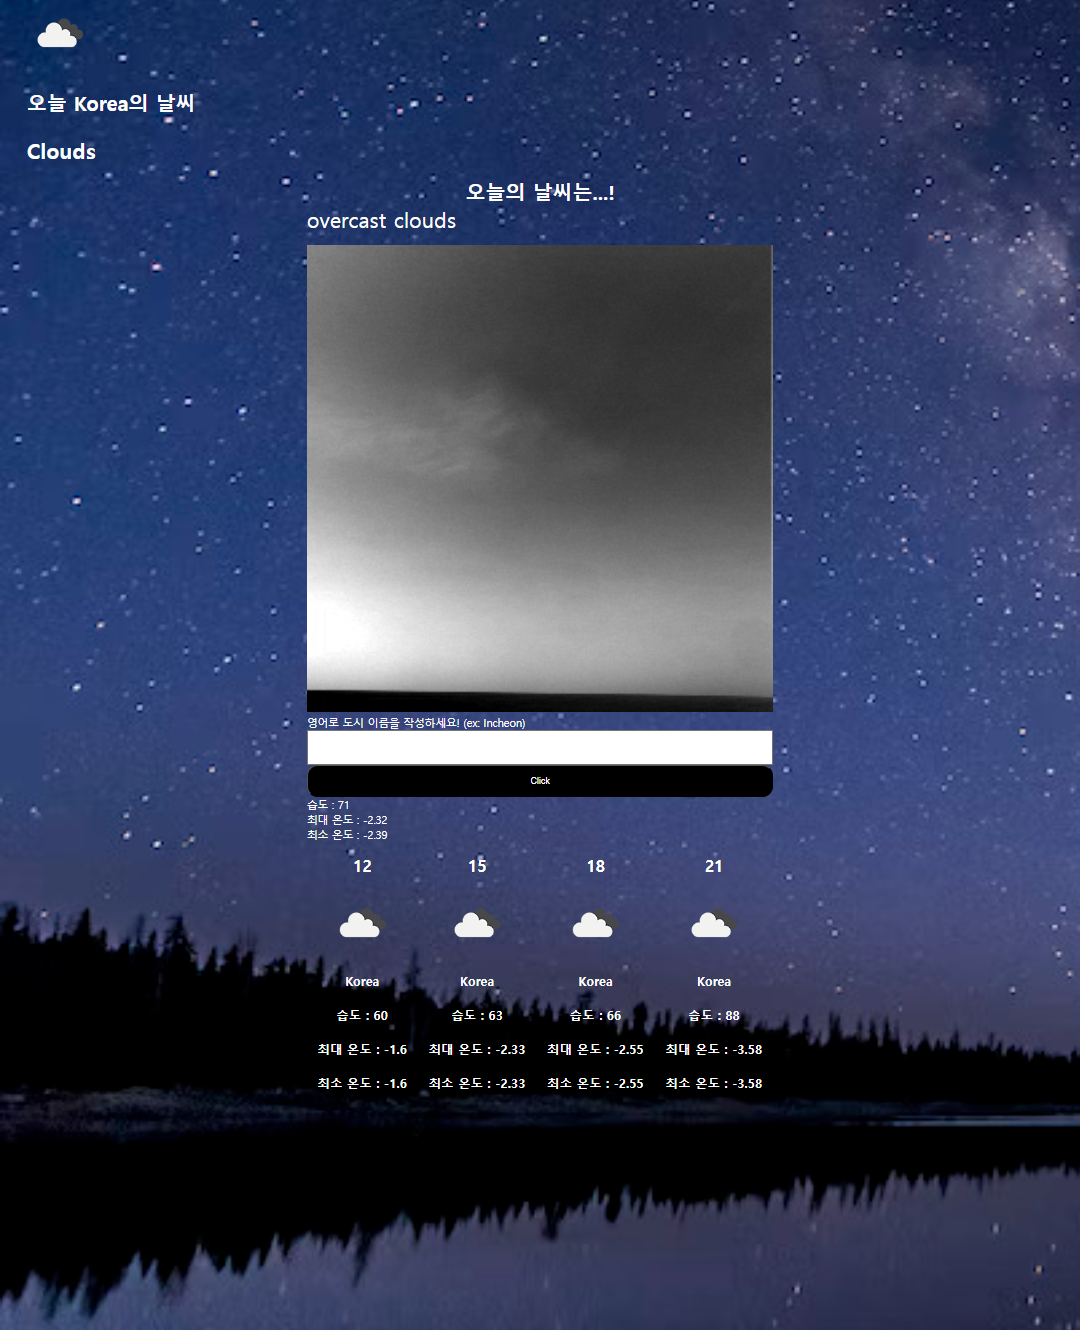 오늘 Korea의 날씨
Clouds
오늘의 날씨는...!
overcast clouds
영어로 도시 이름을 작성하세요! (ex: Incheon)
Click
습도 : 71
최대 온도 : -2.32
최소 온도 : -2.39
12 15 18 21
Korea Korea Korea Korea
습도 : 60 습도 : 63 습도 : 66 습도 : 88
최대 온도 : -1.6 최대 온도 : -2.33 최대 온도 : -2.55 최대 온도 : -3.58
최소 온도 : -1.6 최소 온도 : -2.33 최소 온도 : -2.55 최소 온도 : -3.58